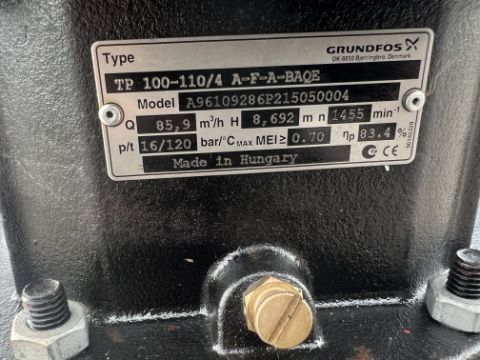 Type
GRUNDFOS
DK-8850 Bjerringbro, Denmark
TP 100-110/4 A-F-A-BAQE
Model A96109286P215050004
Q 85,9 m³/h H 8,692 m n 1455 min⁻¹
p/t 16/120 bar/°C MAX MEI ≥ 0.70 ηp 83.4 %
Made in Hungary
CE